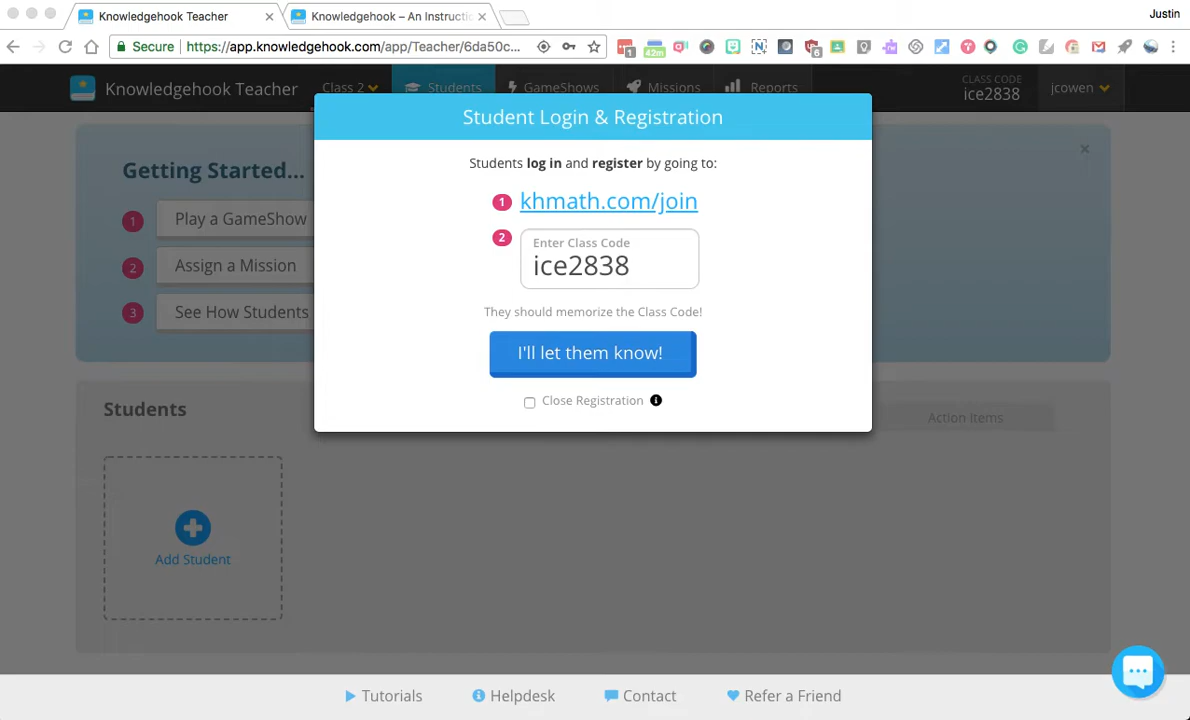 Knowledgehook Teacher
Knowledgehook – An Instructi
Justin
Secure
https://app.knowledgehook.com/app/Teacher/6da50c...
1
42m
6
Knowledgehook Teacher
Class 2
Students
GameShows
Missions
Reports
CLASS CODE
ice2838
jcowen
Student Login & Registration
Students log in and register by going to:
1 khmath.com/join
2 Enter Class Code
ice2838
They should memorize the Class Code!
I'll let them know!
Close Registration
Getting Started...
1 Play a GameShow
2 Assign a Mission
3 See How Students
Students
Action Items
Add Student
Tutorials
Helpdesk
Contact
Refer a Friend